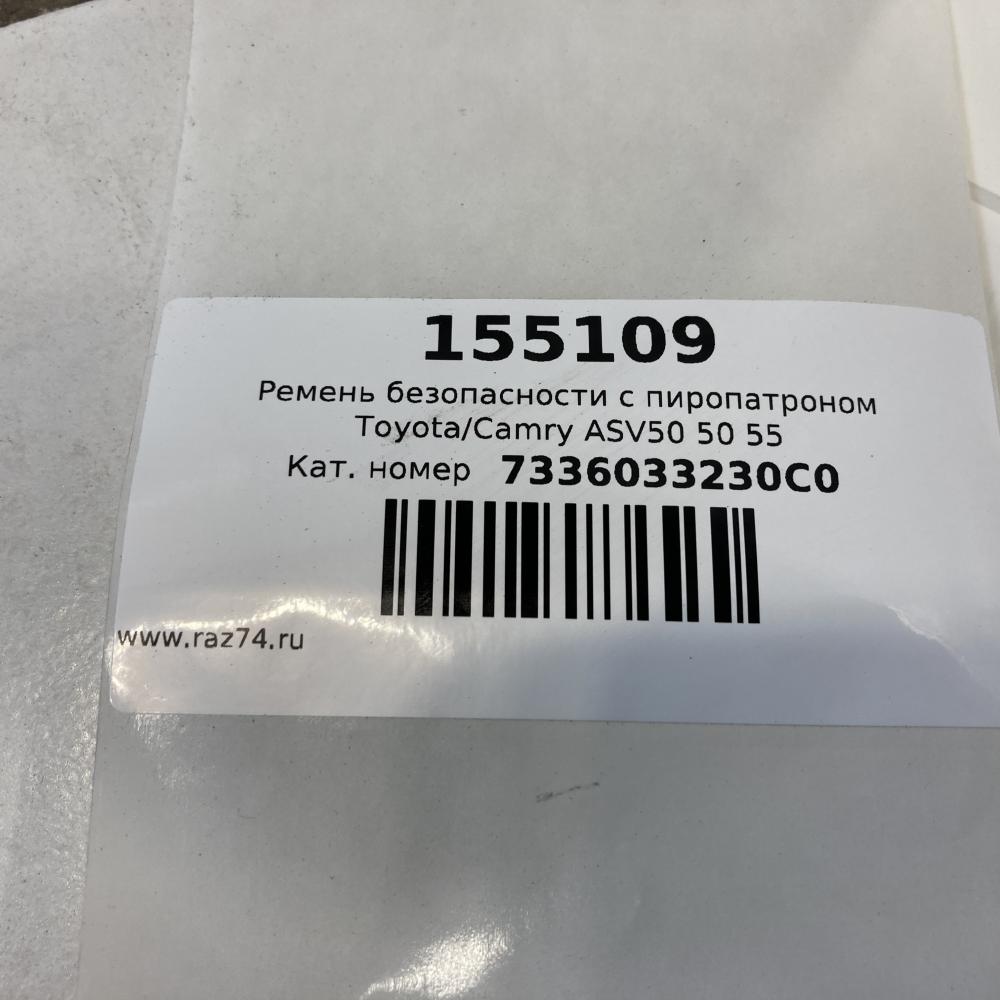 155109
Ремень безопасности с пиропатроном
Toyota/Camry ASV50 50 55
Кат. номер 7336033230C0
www.raz74.ru